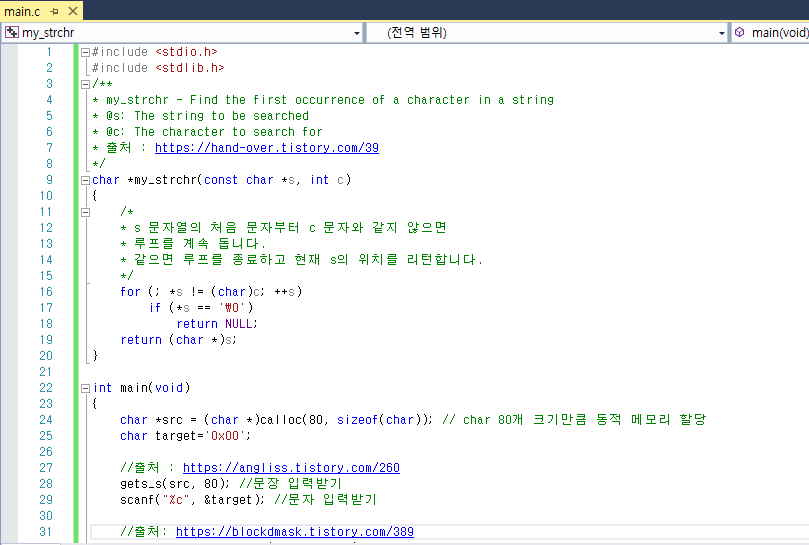 main.c
my_strchr (전역 범위) main(void)
1 #include <stdio.h>
2 #include <stdlib.h>
3 /**
4 * my_strchr - Find the first occurrence of a character in a string
5 * @s: The string to be searched
6 * @c: The character to search for
7 * 출처 : https://hand-over.tistory.com/39
8 */
9 char *my_strchr(const char *s, int c)
10 {
11 /*
12 * s 문자열의 처음 문자부터 c 문자와 같지 않으면
13 * 루프를 계속 돕니다.
14 * 같으면 루프를 종료하고 현재 s의 위치를 리턴합니다.
15 */
16 for (; *s != (char)c; ++s)
17 if (*s == '₩0')
18 return NULL;
19 return (char *)s;
20 }
21
22 int main(void)
23 {
24 char *src = (char *)calloc(80, sizeof(char)); // char 80개 크기만큼 동적 메모리 할당
25 char target='0x00';
26
27 //출처 : https://angliss.tistory.com/260
28 gets_s(src, 80); //문장 입력받기
29 scanf("%c", &target); //문자 입력받기
30
31 //출처: https://blockdmask.tistory.com/389